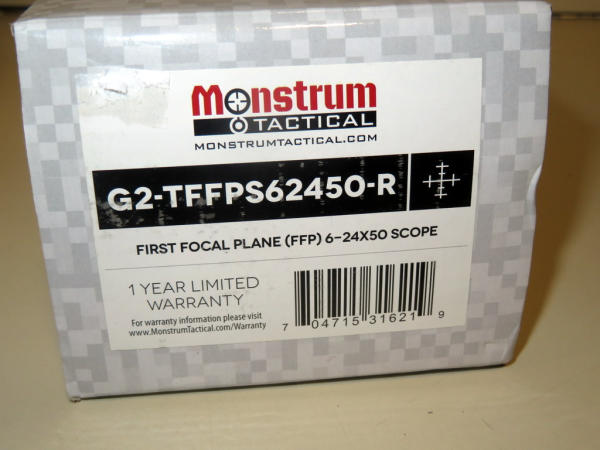 Monstrum
TACTICAL
MONSTRUMTACTICAL.COM
G2-TFFPS62450-R
FIRST FOCAL PLANE (FFP) 6-24X50 SCOPE
1 YEAR LIMITED
WARRANTY
For warranty information please visit
www.MonstrumTactical.com/Warranty
7 04715 31621 9